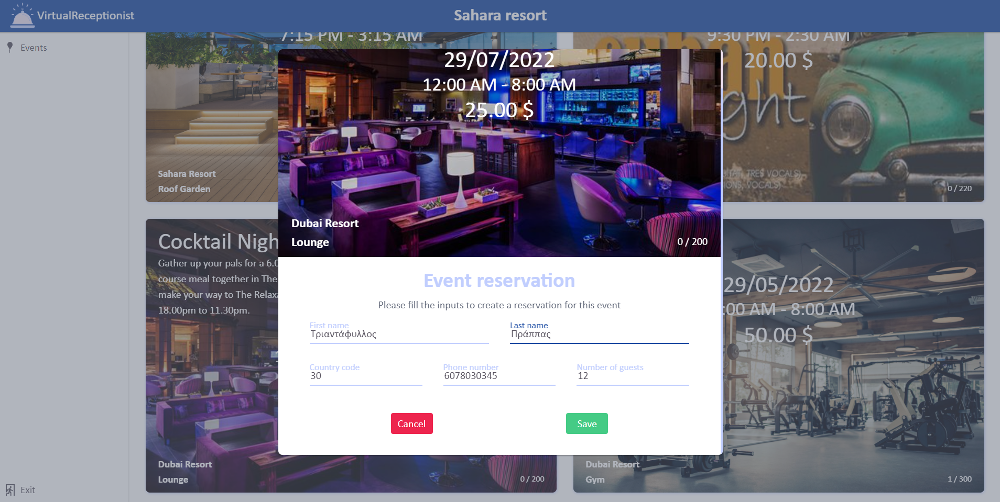 VirtualReceptionist
Sahara resort
Events
7:15 PM - 3:15 AM
Sahara Resort
Roof Garden
9:30 PM - 2:30 AM
20.00 $
0 / 220
29/07/2022
12:00 AM - 8:00 AM
25.00 $
Dubai Resort
Lounge
0 / 200
Event reservation
Please fill the inputs to create a reservation for this event
First name
Τριαντάφυλλος
Last name
Πράππας
Country code
30
Phone number
6078030345
Number of guests
12
Cancel
Save
Cocktail Nigh
Gather up your pals for a 6.0
course meal together in The
make your way to The Relaxa
18.00pm to 11.30pm.
Dubai Resort
Lounge
0 / 200
29/05/2022
:00 AM - 8:00 AM
50.00 $
Dubai Resort
Gym
1 / 300
Exit